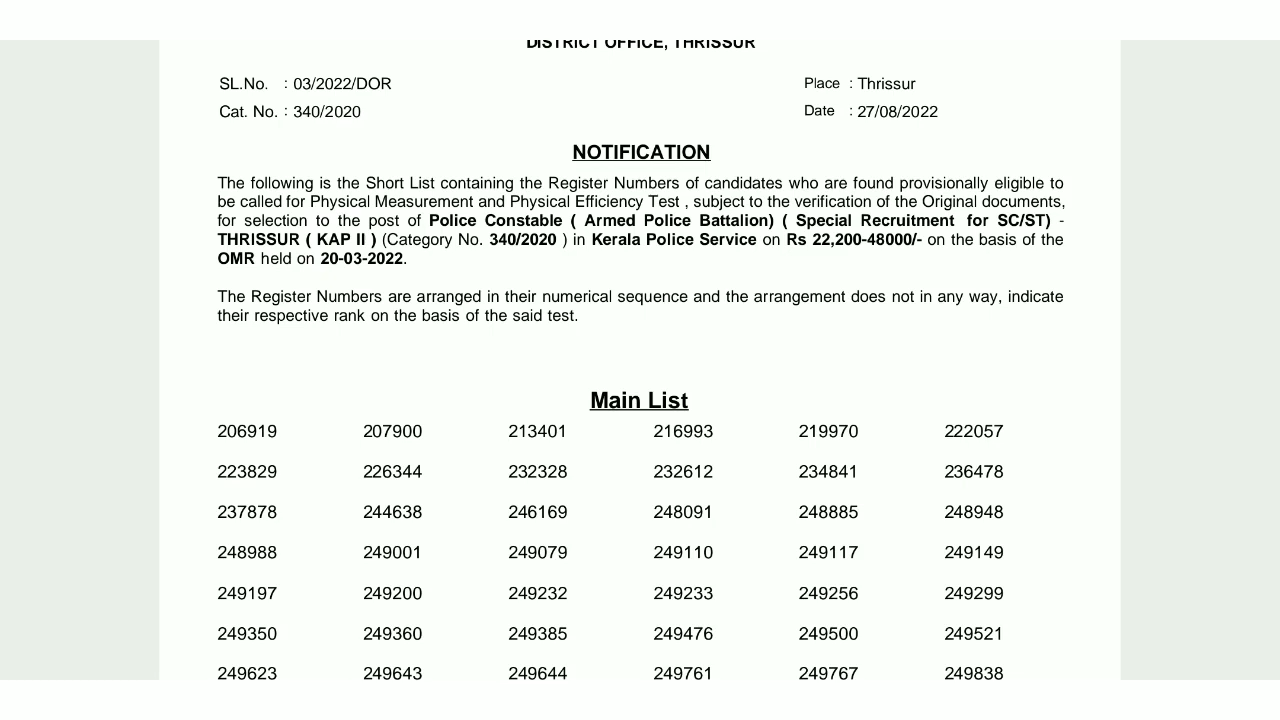 DISTRICT OFFICE, THRISSUR
SL.No. : 03/2022/DOR Place : Thrissur
Cat. No. : 340/2020 Date : 27/08/2022
NOTIFICATION
The following is the Short List containing the Register Numbers of candidates who are found provisionally eligible to
be called for Physical Measurement and Physical Efficiency Test , subject to the verification of the Original documents,
for selection to the post of Police Constable ( Armed Police Battalion) ( Special Recruitment for SC/ST) -
THRISSUR ( KAP II ) (Category No. 340/2020 ) in Kerala Police Service on Rs 22,200-48000/- on the basis of the
OMR held on 20-03-2022.
The Register Numbers are arranged in their numerical sequence and the arrangement does not in any way, indicate
their respective rank on the basis of the said test.
Main List
206919 207900 213401 216993 219970 222057
223829 226344 232328 232612 234841 236478
237878 244638 246169 248091 248885 248948
248988 249001 249079 249110 249117 249149
249197 249200 249232 249233 249256 249299
249350 249360 249385 249476 249500 249521
249623 249643 249644 249761 249767 249838